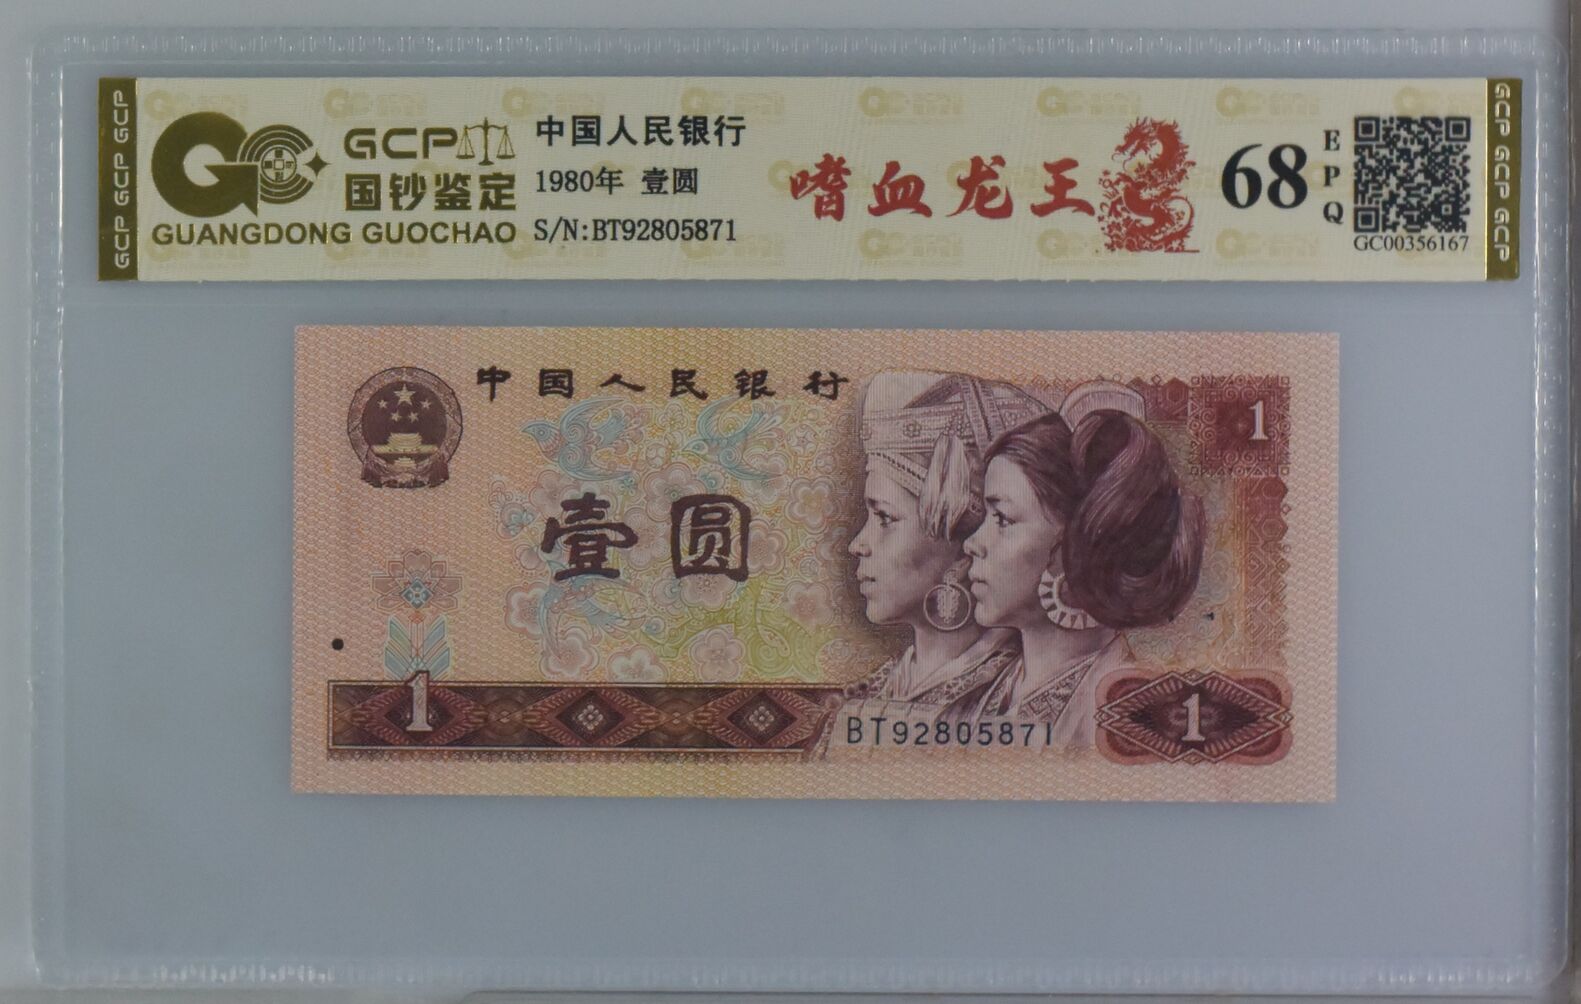 GCP GCP GCP
GCP
国钞鉴定
GUANGDONG GUOCHAO
中国人民银行
1980年 壹圆
S/N:BT92805871
嗜血龙王
68
EPQ
GC00356167
GCP GCP GCP
中国人民银行
1
壹圆
1
BT92805871
1